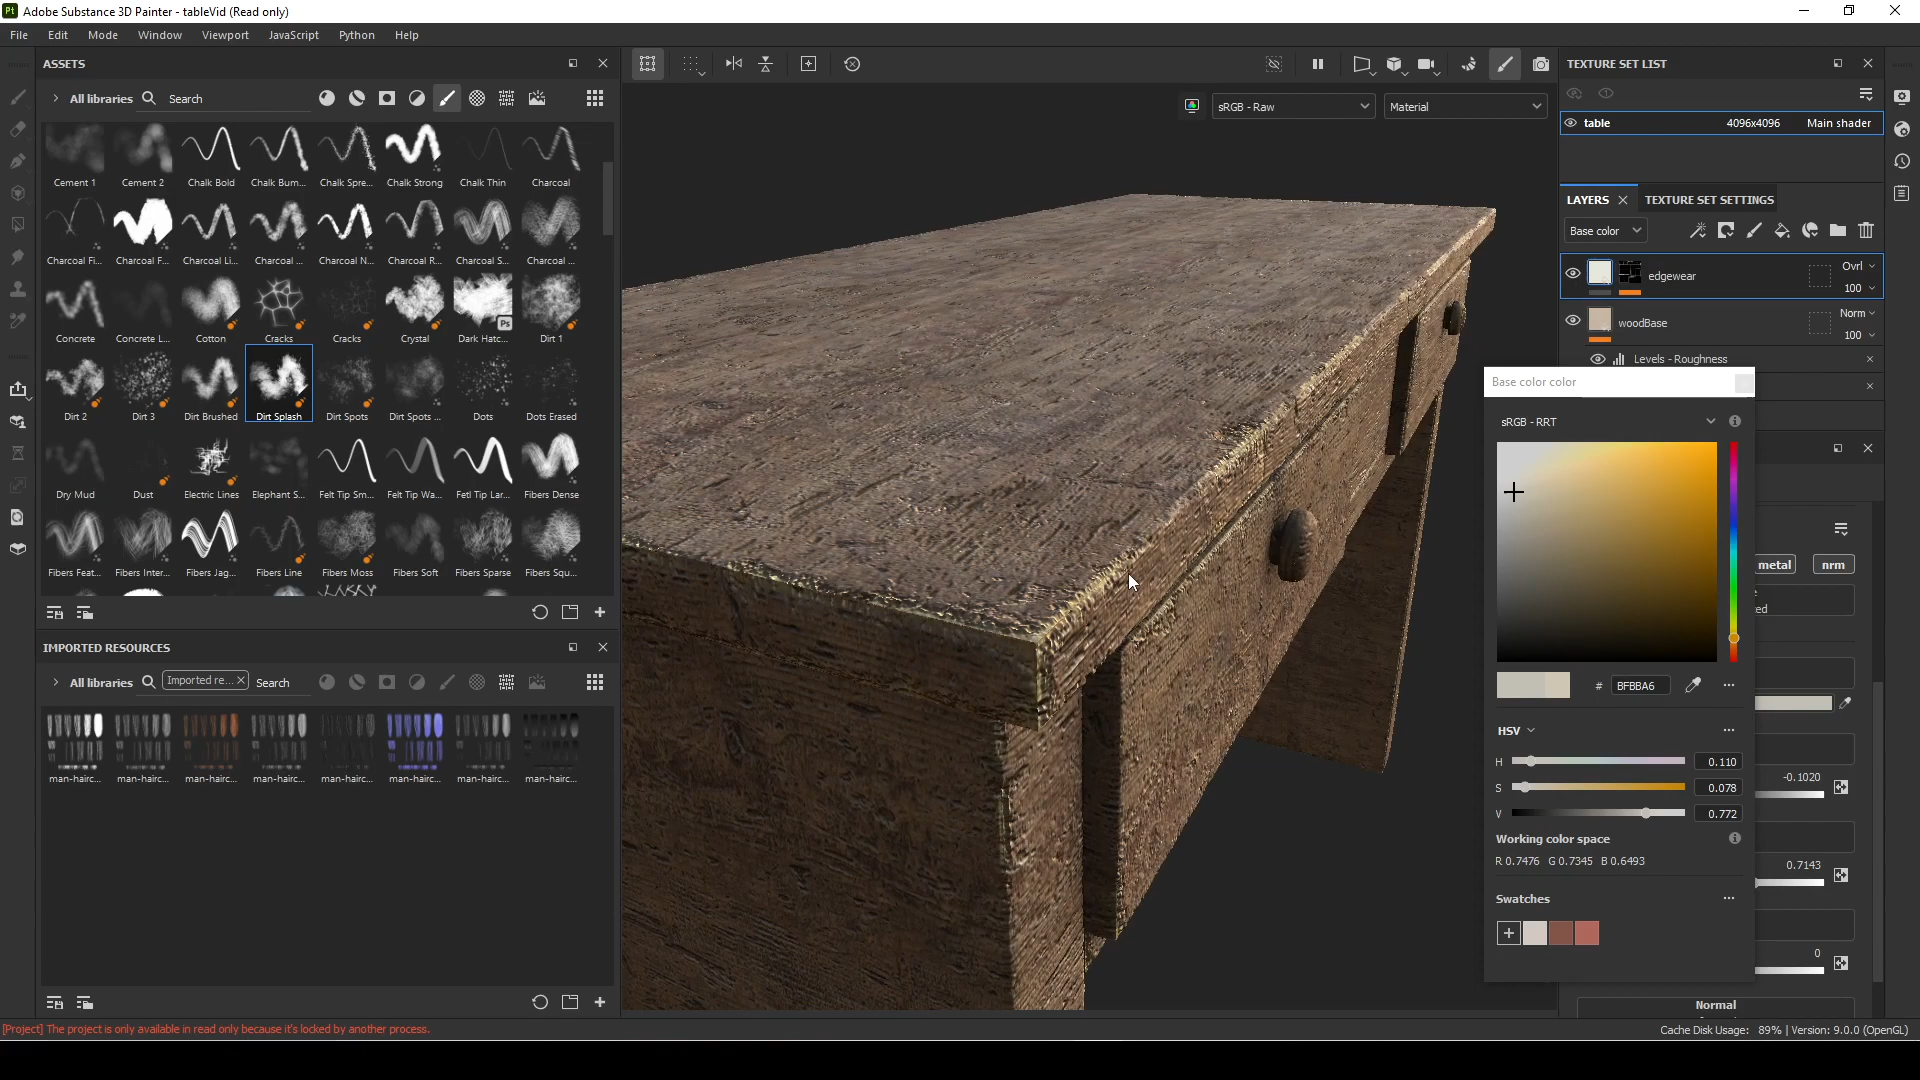 Pt Adobe Substance 3D Painter - tableVid (Read only)
File Edit Mode Window Viewport JavaScript Python Help
ASSETS
All libraries Search
Cement 1 Cement 2 Chalk Bold Chalk Bum... Chalk Spre... Chalk Strong Chalk Thin Charcoal
Charcoal Fi... Charcoal F... Charcoal Li... Charcoal ... Charcoal N... Charcoal R... Charcoal S... Charcoal ...
Concrete Concrete L... Cotton Cracks Cracks Crystal Dark Hatc... Dirt 1
Ps
Dirt 2 Dirt 3 Dirt Brushed Dirt Splash Dirt Spots Dirt Spots ... Dots Dots Erased
Dry Mud Dust Electric Lines Elephant S... Felt Tip Sm... Felt Tip Wa... Fetl Tip Lar... Fibers Dense
Fibers Feat... Fibers Inter... Fibers Jag... Fibers Line Fibers Moss Fibers Soft Fibers Sparse Fibers Squ...
IMPORTED RESOURCES
All libraries Imported re... Search
man-hairc... man-hairc... man-hairc... man-hairc... man-hairc... man-hairc... man-hairc... man-hairc...
[Project] The project is only available in read only because it's locked by another process.
sRGB - Raw Material
TEXTURE SET LIST
table 4096x4096 Main shader
LAYERS TEXTURE SET SETTINGS
Base color
edgewear Ovrl 100
woodBase Norm 100
Levels - Roughness
Base color color
sRGB - RRT
# BFBBA6
HSV
H 0.110
S 0.078
V 0.772
Working color space
R 0.7476 G 0.7345 B 0.6493
Swatches
metal nrm
-0.1020
0.7143
0
Normal
Cache Disk Usage: 89% | Version: 9.0.0 (OpenGL)